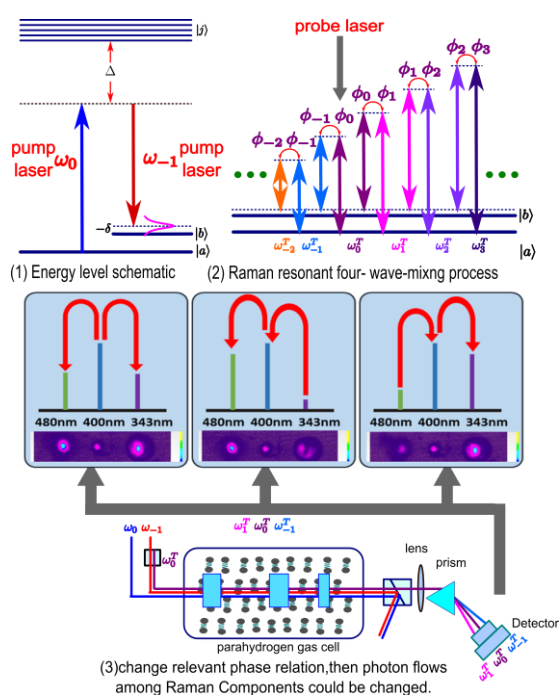 |j⟩
Δ
pump
laser
ω₀
ω₋₁
pump
laser
-δ
|b⟩
|a⟩
(1) Energy level schematic
probe laser
ϕ₋₂ ϕ₋₁
ϕ₋₁ ϕ₀
ϕ₀ ϕ₁
ϕ₁ ϕ₂
ϕ₂ ϕ₃
|b⟩
|a⟩
ω₋₂ᵀ ω₋₁ᵀ ω₀ᵀ ω₁ᵀ ω₂ᵀ ω₃ᵀ
(2) Raman resonant four- wave-mixng process
480nm 400nm 343nm
480nm 400nm 343nm
480nm 400nm 343nm
ω₀ ω₋₁
ω₀ᵀ
ω₁ᵀ ω₀ᵀ ω₋₁ᵀ
lens
prism
Detector
ω₁ᵀ ω₀ᵀ ω₋₁ᵀ
parahydrogen gas cell
(3)change relevant phase relation,then photon flows
among Raman Components could be changed.